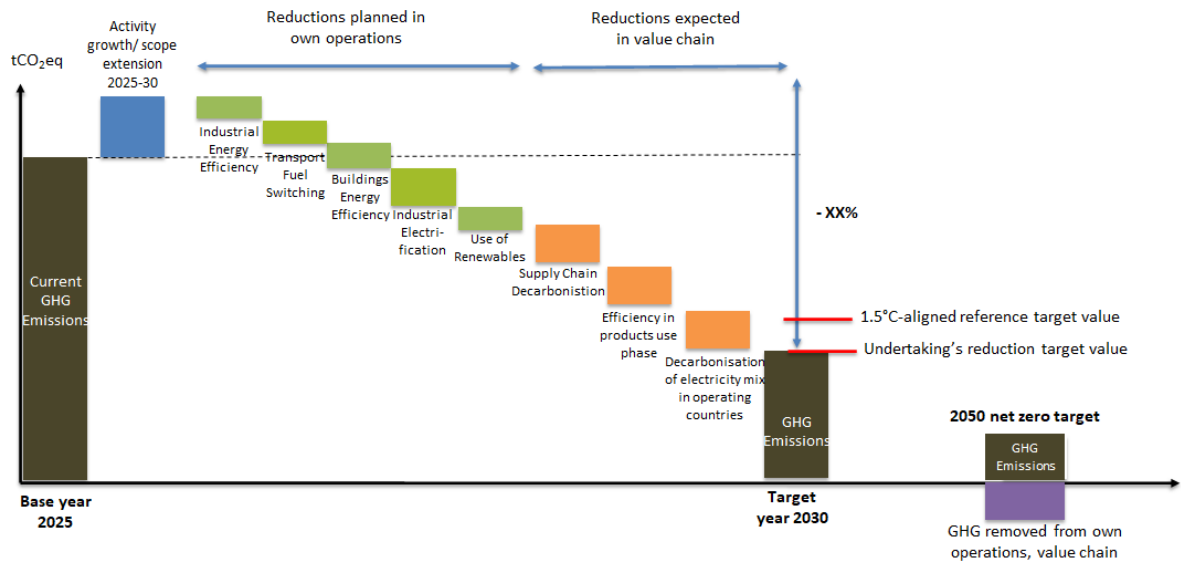 Reductions planned in
own operations
Reductions expected
in value chain
Activity
growth/ scope
extension
2025-30
tCO₂eq
Industrial
Energy
Efficiency
Transport
Fuel
Switching
Buildings
Energy
Efficiency
Industrial
Electri-
fication
Use of
Renewables
Supply Chain
Decarbonistion
Efficiency in
products use
phase
Decarbonisation
of electricity mix
in operating
countries
- XX%
1.5°C-aligned reference target value
Undertaking's reduction target value
Current
GHG
Emissions
GHG
Emissions
2050 net zero target
GHG
Emissions
Base year
2025
Target
year 2030
GHG removed from own
operations, value chain